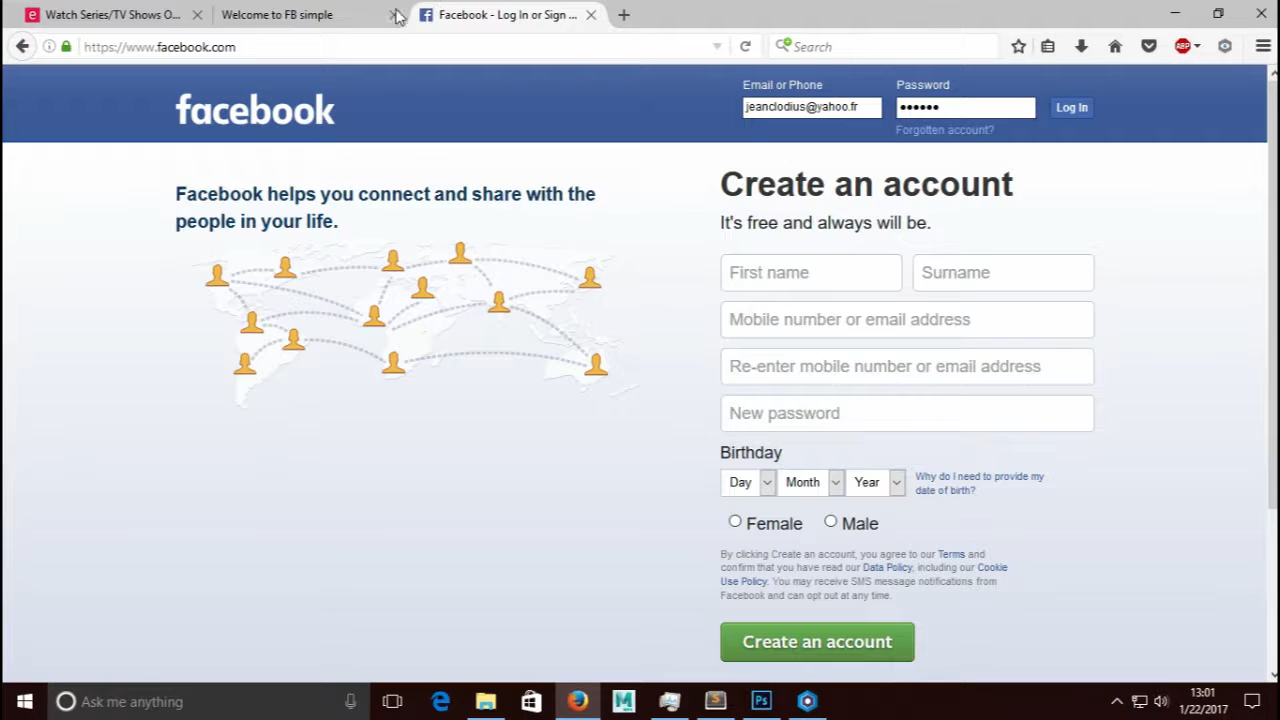 Watch Series/TV Shows O...
Welcome to FB simple
Facebook - Log In or Sign ...
https://www.facebook.com
Search
ABP
facebook
Email or Phone
Password
jeanclodius@yahoo.fr
••••••
Log In
Forgotten account?
Facebook helps you connect and share with the
people in your life.
Create an account
It's free and always will be.
First name
Surname
Mobile number or email address
Re-enter mobile number or email address
New password
Birthday
Day
Month
Year
Why do I need to provide my
date of birth?
Female
Male
By clicking Create an account, you agree to our Terms and
confirm that you have read our Data Policy, including our Cookie
Use Policy. You may receive SMS message notifications from
Facebook and can opt out at any time.
Create an account
Ask me anything
13:01
1/22/2017